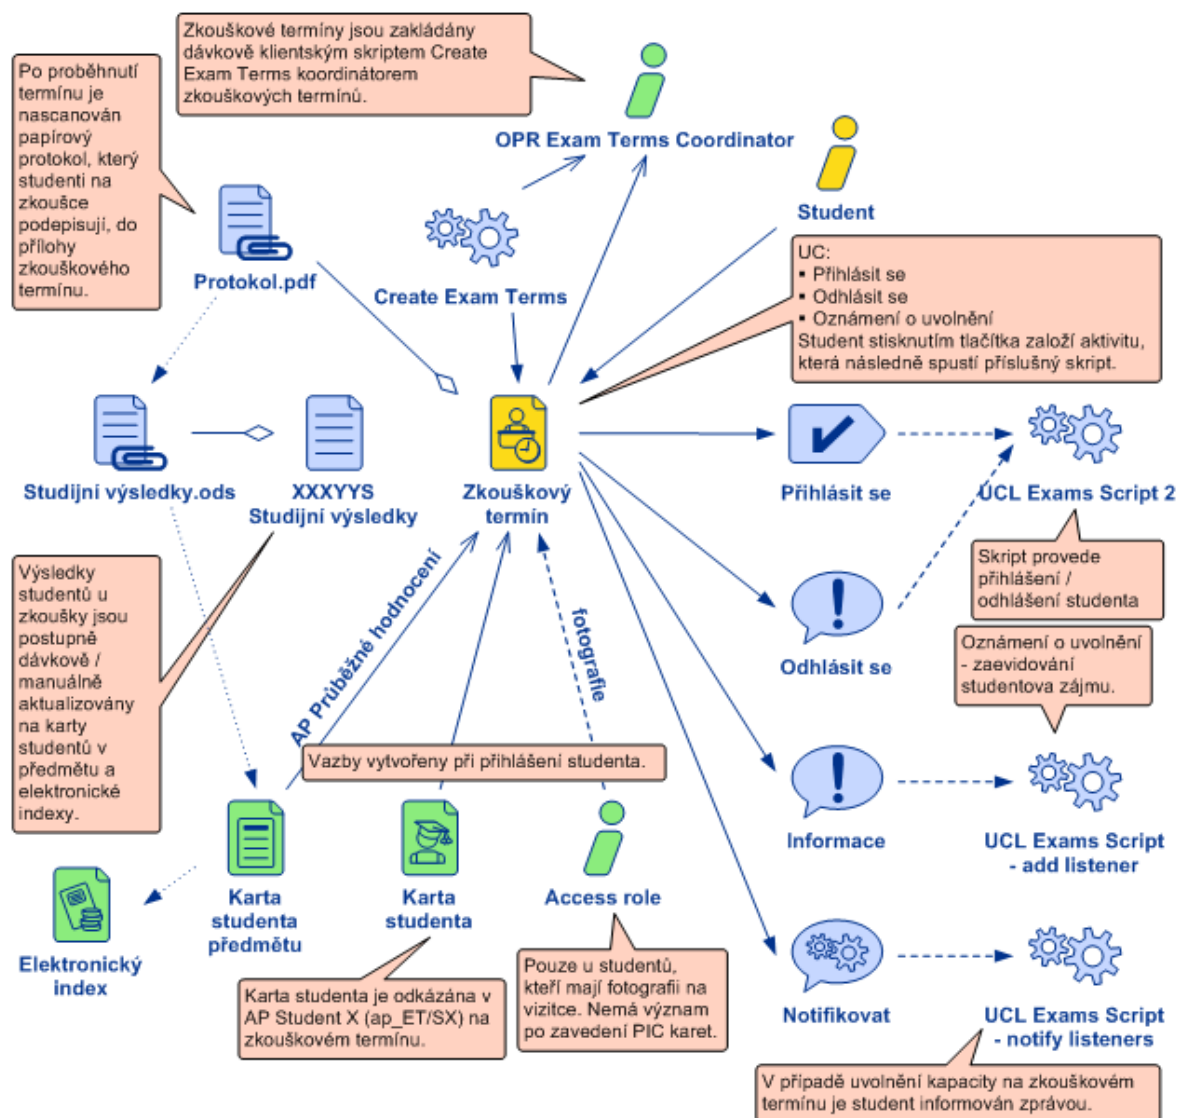 Zkouškové termíny jsou zakládány
dávkově klientským skriptem Create
Exam Terms koordinátorem
zkouškových termínů.
Po proběhnutí
termínu je
nascanován
papírový
protokol, který
studenti na
zkoušce
podepisují, do
přílohy
zkouškového
termínu.
OPR Exam Terms Coordinator
Student
Protokol.pdf
Create Exam Terms
UC:
▪ Přihlásit se
▪ Odhlásit se
▪ Oznámení o uvolnění
Student stisknutím tlačítka založí aktivitu,
která následně spustí příslušný skript.
Studijní výsledky.ods
XXXYYS
Studijní výsledky
Zkouškový
termín
Přihlásit se
UCL Exams Script 2
Skript provede
přihlášení /
odhlášení studenta
Výsledky
studentů u
zkoušky jsou
postupně
dávkově /
manuálně
aktualizovány
na karty
studentů v
předmětu a
elektronické
indexy.
AP Průběžné hodnocení
fotografie
Odhlásit se
Oznámení o uvolnění
- zaevidování
studentova zájmu.
Vazby vytvořeny při přihlášení studenta.
Informace
UCL Exams Script
- add listener
Karta
studenta
předmětu
Karta
studenta
Access role
Elektronický
index
Karta studenta je odkázána v
AP Student X (ap_ET/SX) na
zkouškovém termínu.
Pouze u studentů,
kteří mají fotografii na
vizitce. Nemá význam
po zavedení PIC karet.
Notifikovat
UCL Exams Script
- notify listeners
V případě uvolnění kapacity na zkouškovém
termínu je student informován zprávou.